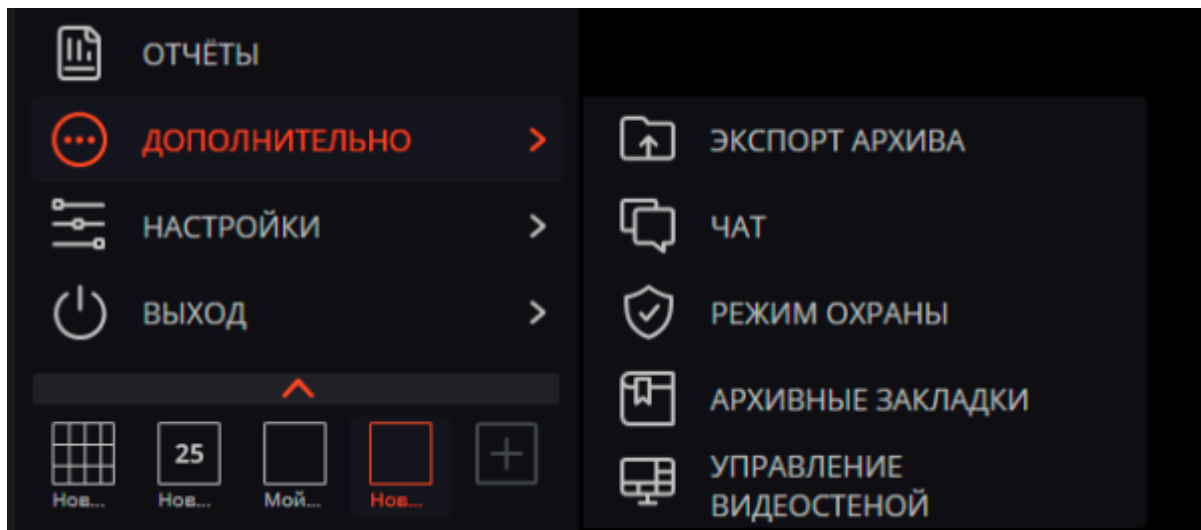 ОТЧЁТЫ
ДОПОЛНИТЕЛЬНО
НАСТРОЙКИ
ВЫХОД
25
Нов...
Нов...
Мой...
Нов...
ЭКСПОРТ АРХИВА
ЧАТ
РЕЖИМ ОХРАНЫ
АРХИВНЫЕ ЗАКЛАДКИ
УПРАВЛЕНИЕ
ВИДЕОСТЕНОЙ